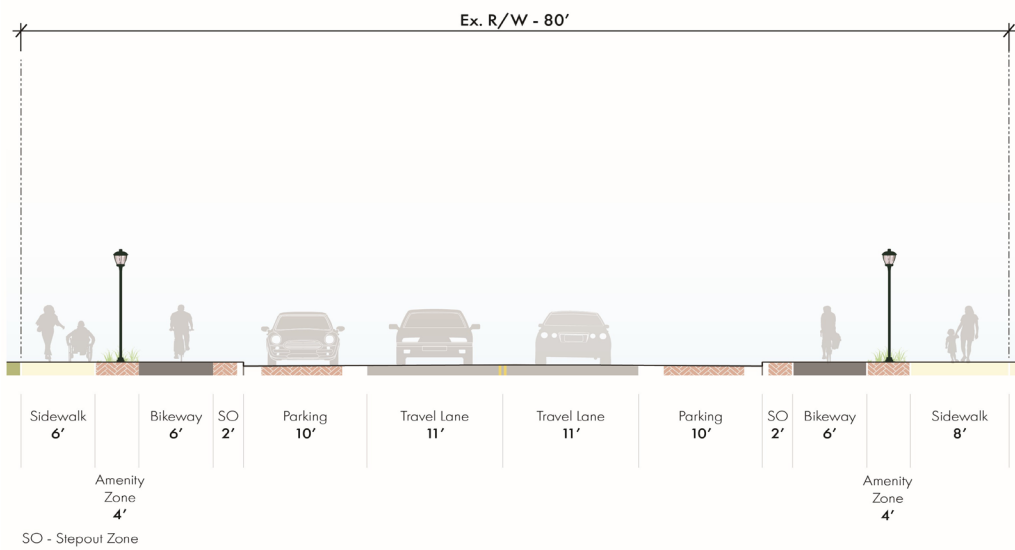 Ex. R/W - 80’
Sidewalk
6’
Bikeway
6’
SO
2’
Parking
10’
Travel Lane
11’
Travel Lane
11’
Parking
10’
SO
2’
Bikeway
6’
Sidewalk
8’
Amenity
Zone
4’
Amenity
Zone
4’
SO - Stepout Zone